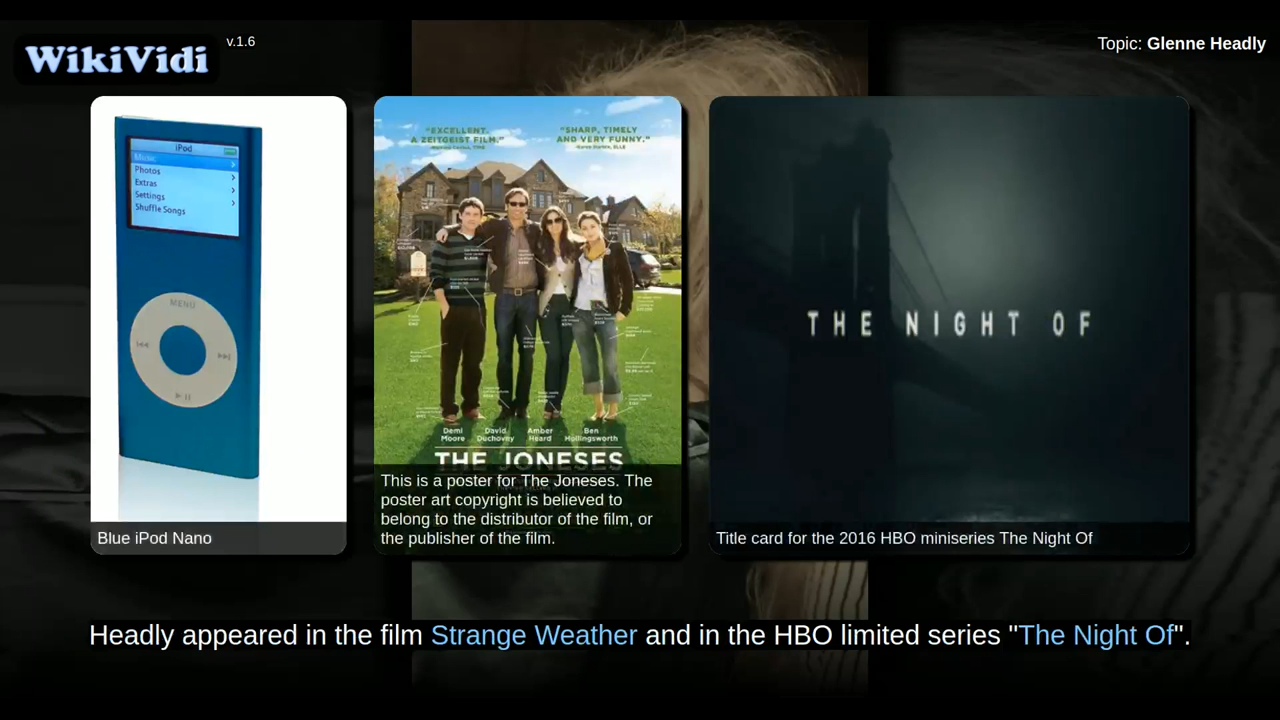 WikiVidi
v.1.6
Topic: Glenne Headly
iPod
Music
Photos
Extras
Settings
Shuffle Songs
MENU
Blue iPod Nano
"EXCELLENT.
A ZEITGEIST FILM."
"SHARP, TIMELY
AND VERY FUNNY."
Demi
Moore
David
Duchovny
Amber
Heard
Ben
Hollingsworth
THE JONESES
This is a poster for The Joneses. The
poster art copyright is believed to
belong to the distributor of the film, or
the publisher of the film.
THE NIGHT OF
Title card for the 2016 HBO miniseries The Night Of
Headly appeared in the film Strange Weather and in the HBO limited series "The Night Of".